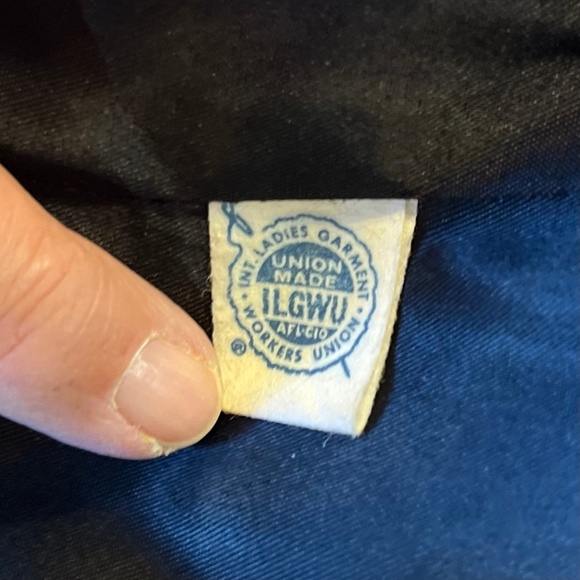 INT. LADIES GARMENT
UNION
MADE
ILGWU
AFL-CIO
WORKERS UNION
®